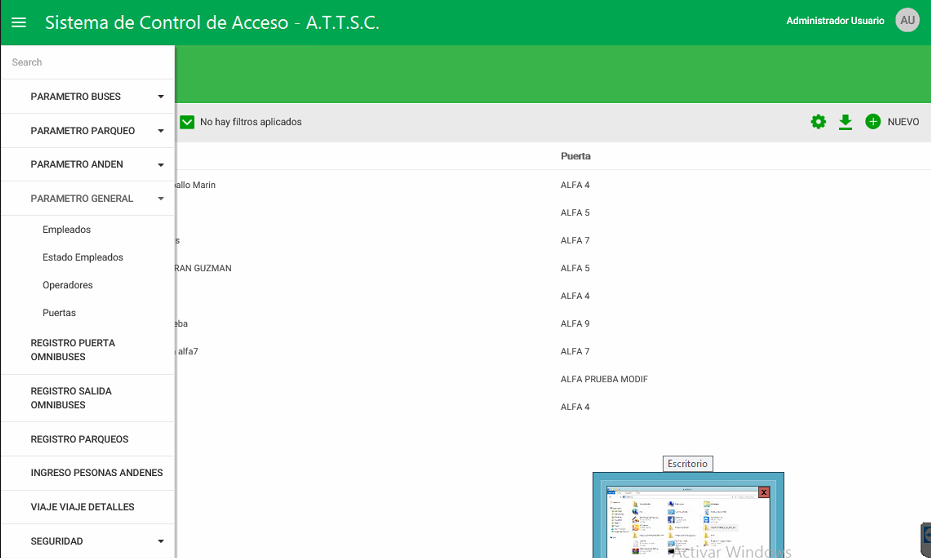 Sistema de Control de Acceso - A.T.T.S.C.
Administrador Usuario
AU
Search
PARAMETRO BUSES
PARAMETRO PARQUEO
PARAMETRO ANDEN
PARAMETRO GENERAL
Empleados
Estado Empleados
Operadores
Puertas
REGISTRO PUERTA
OMNIBUSES
REGISTRO SALIDA
OMNIBUSES
REGISTRO PARQUEOS
INGRESO PESONAS ANDENES
VIAJE VIAJE DETALLES
SEGURIDAD
No hay filtros aplicados
NUEVO
Puerta
allo Marin
ALFA 4
ALFA 5
s
ALFA 7
RAN GUZMAN
ALFA 5
ALFA 4
eba
ALFA 9
alfa7
ALFA 7
ALFA PRUEBA MODIF
ALFA 4
Escritorio
x
Activar Windows